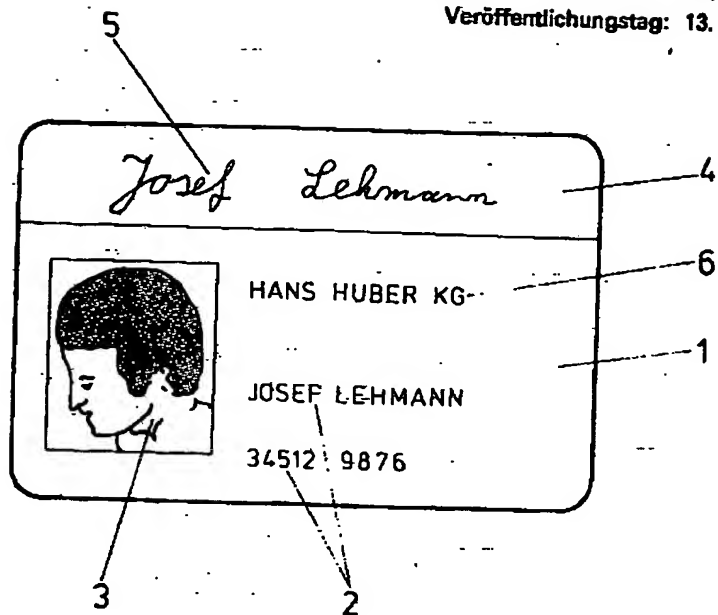 Veröffentlichungstag: 13.
5
Josef Lehmann
4
HANS HUBER KG
6
1
JOSEF LEHMANN
34512 9876
3
2